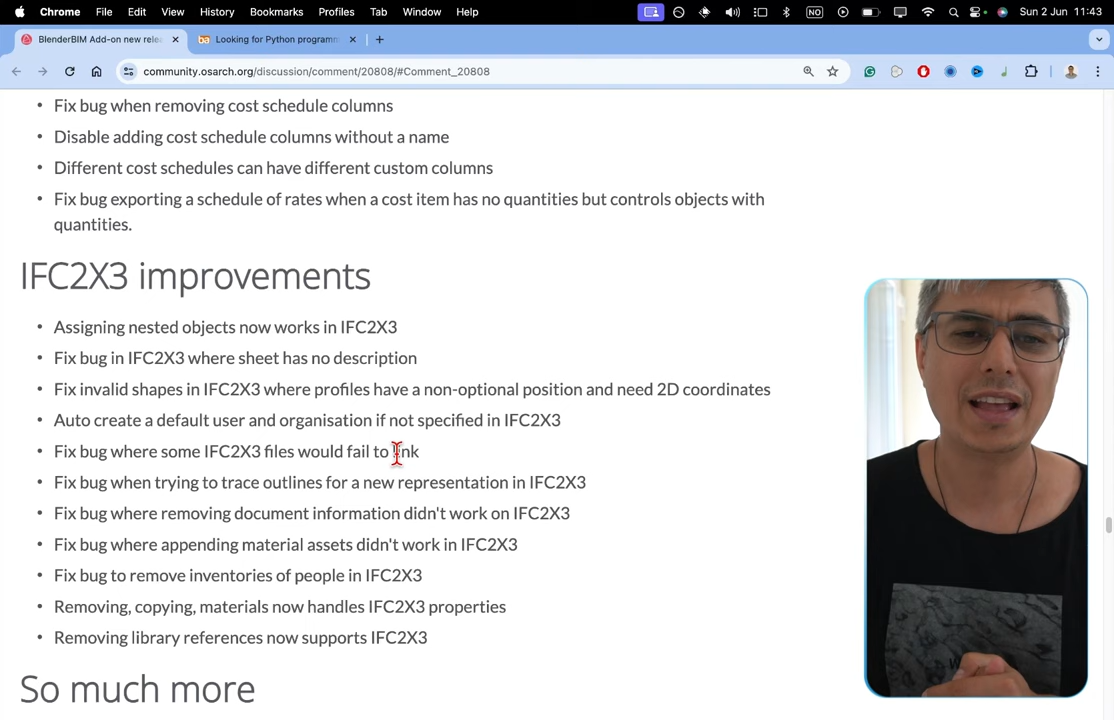 Chrome File Edit View History Bookmarks Profiles Tab Window Help NO Sun 2 Jun 11:43
BlenderBIM Add-on new rele
Looking for Python programm
community.osarch.org/discussion/comment/20808/#Comment_20808
• Fix bug when removing cost schedule columns
• Disable adding cost schedule columns without a name
• Different cost schedules can have different custom columns
• Fix bug exporting a schedule of rates when a cost item has no quantities but controls objects with
quantities.
IFC2X3 improvements
• Assigning nested objects now works in IFC2X3
• Fix bug in IFC2X3 where sheet has no description
• Fix invalid shapes in IFC2X3 where profiles have a non-optional position and need 2D coordinates
• Auto create a default user and organisation if not specified in IFC2X3
• Fix bug where some IFC2X3 files would fail to link
• Fix bug when trying to trace outlines for a new representation in IFC2X3
• Fix bug where removing document information didn't work on IFC2X3
• Fix bug where appending material assets didn't work in IFC2X3
• Fix bug to remove inventories of people in IFC2X3
• Removing, copying, materials now handles IFC2X3 properties
• Removing library references now supports IFC2X3
So much more